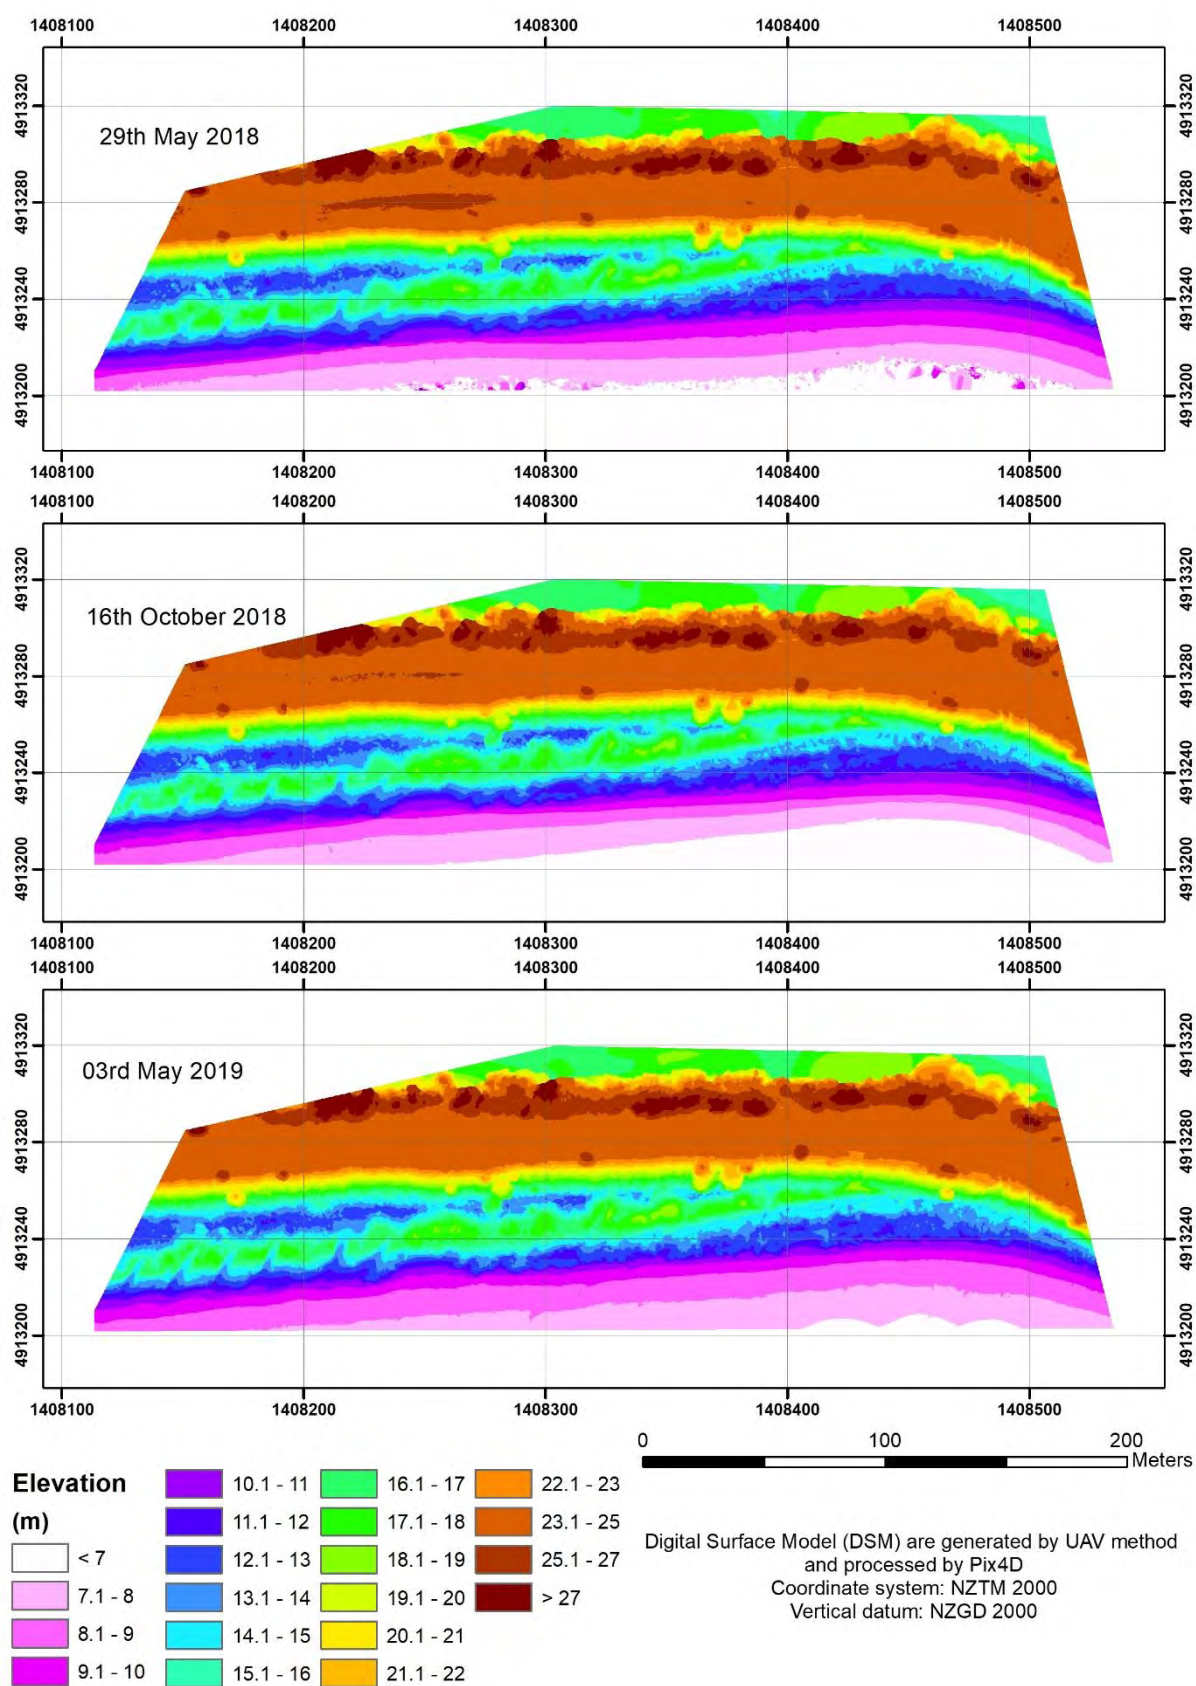 1408100 1408200 1408300 1408400 1408500
4913320 4913320
29th May 2018
4913280 4913280
4913240 4913240
4913200 4913200
1408100 1408200 1408300 1408400 1408500
1408100 1408200 1408300 1408400 1408500
4913320 4913320
16th October 2018
4913280 4913280
4913240 4913240
4913200 4913200
1408100 1408200 1408300 1408400 1408500
1408100 1408200 1408300 1408400 1408500
4913320 4913320
03rd May 2019
4913280 4913280
4913240 4913240
4913200 4913200
1408100 1408200 1408300 1408400 1408500
0 100 200
Meters
Elevation
(m)
< 7
7.1 - 8
8.1 - 9
9.1 - 10
10.1 - 11
11.1 - 12
12.1 - 13
13.1 - 14
14.1 - 15
15.1 - 16
16.1 - 17
17.1 - 18
18.1 - 19
19.1 - 20
20.1 - 21
21.1 - 22
22.1 - 23
23.1 - 25
25.1 - 27
> 27
Digital Surface Model (DSM) are generated by UAV method
and processed by Pix4D
Coordinate system: NZTM 2000
Vertical datum: NZGD 2000